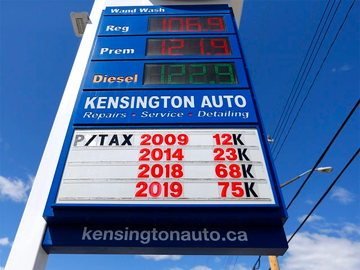 Wand Wash
Reg 106.9
Prem 121.9
Diesel 122.9
KENSINGTON AUTO
Repairs - Service - Detailing
P/TAX 2009 12K
2014 23K
2018 68K
2019 75K
kensingtonauto.ca